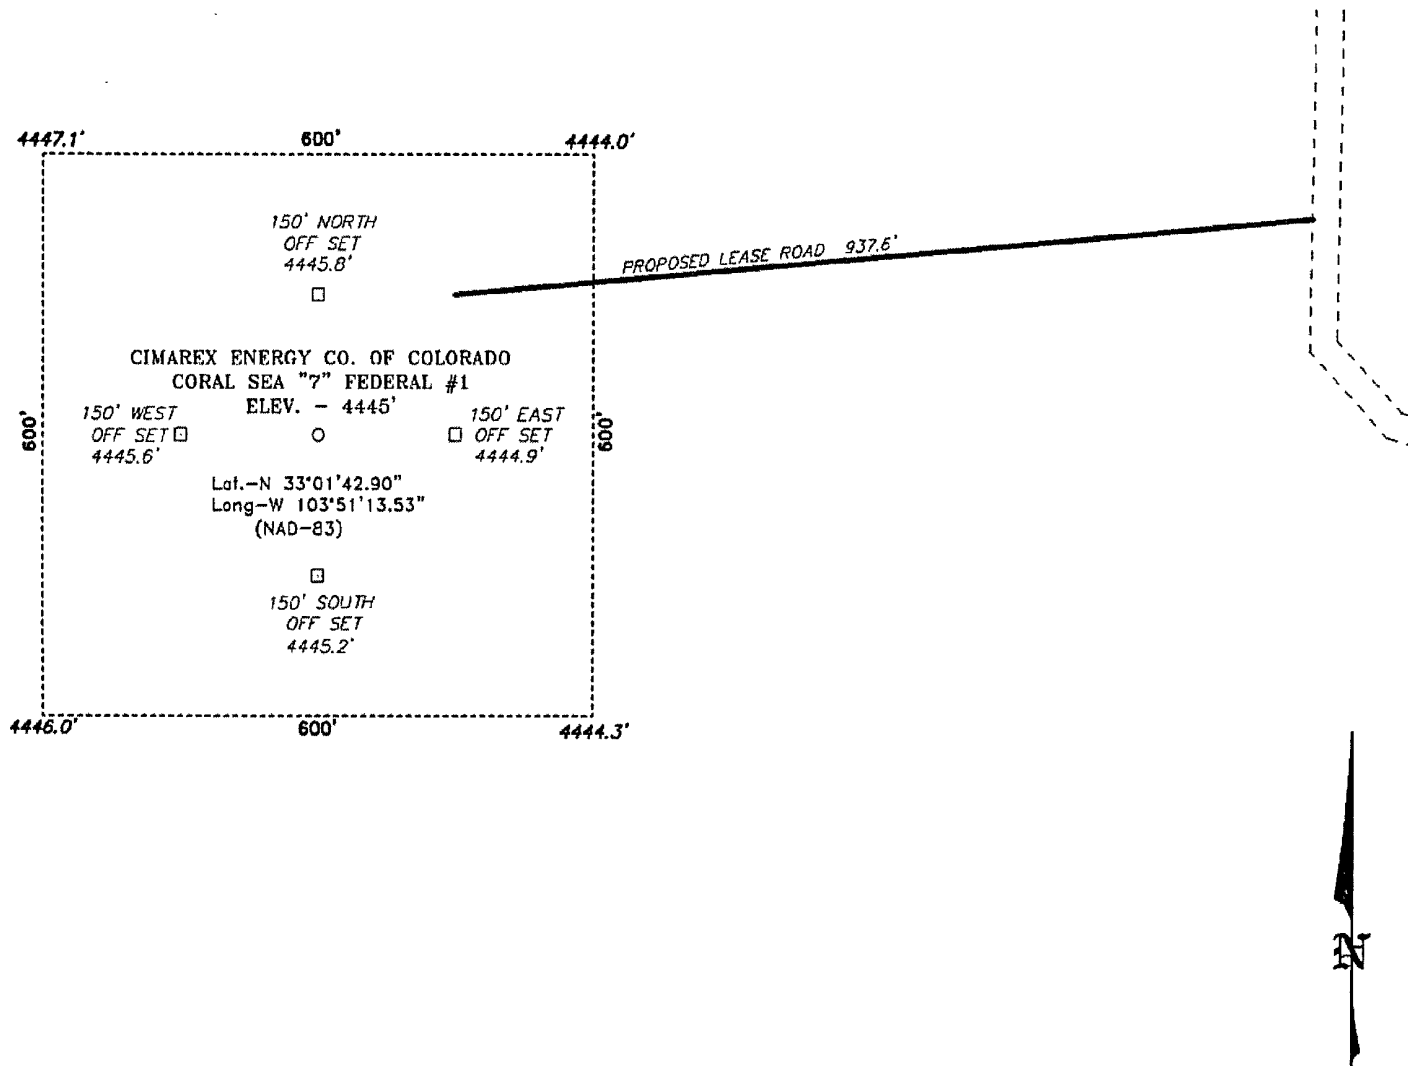 4447.1'
600'
4444.0'
150' NORTH
OFF SET
4445.8'
PROPOSED LEASE ROAD 937.6'
CIMAREX ENERGY CO. OF COLORADO
CORAL SEA "7" FEDERAL #1
ELEV. - 4445'
150' WEST
OFF SET
4445.6'
150' EAST
OFF SET
4444.9'
600'
600'
Lat.-N 33°01'42.90"
Long-W 103°51'13.53"
(NAD-83)
150' SOUTH
OFF SET
4445.2'
4446.0'
600'
4444.3'
N